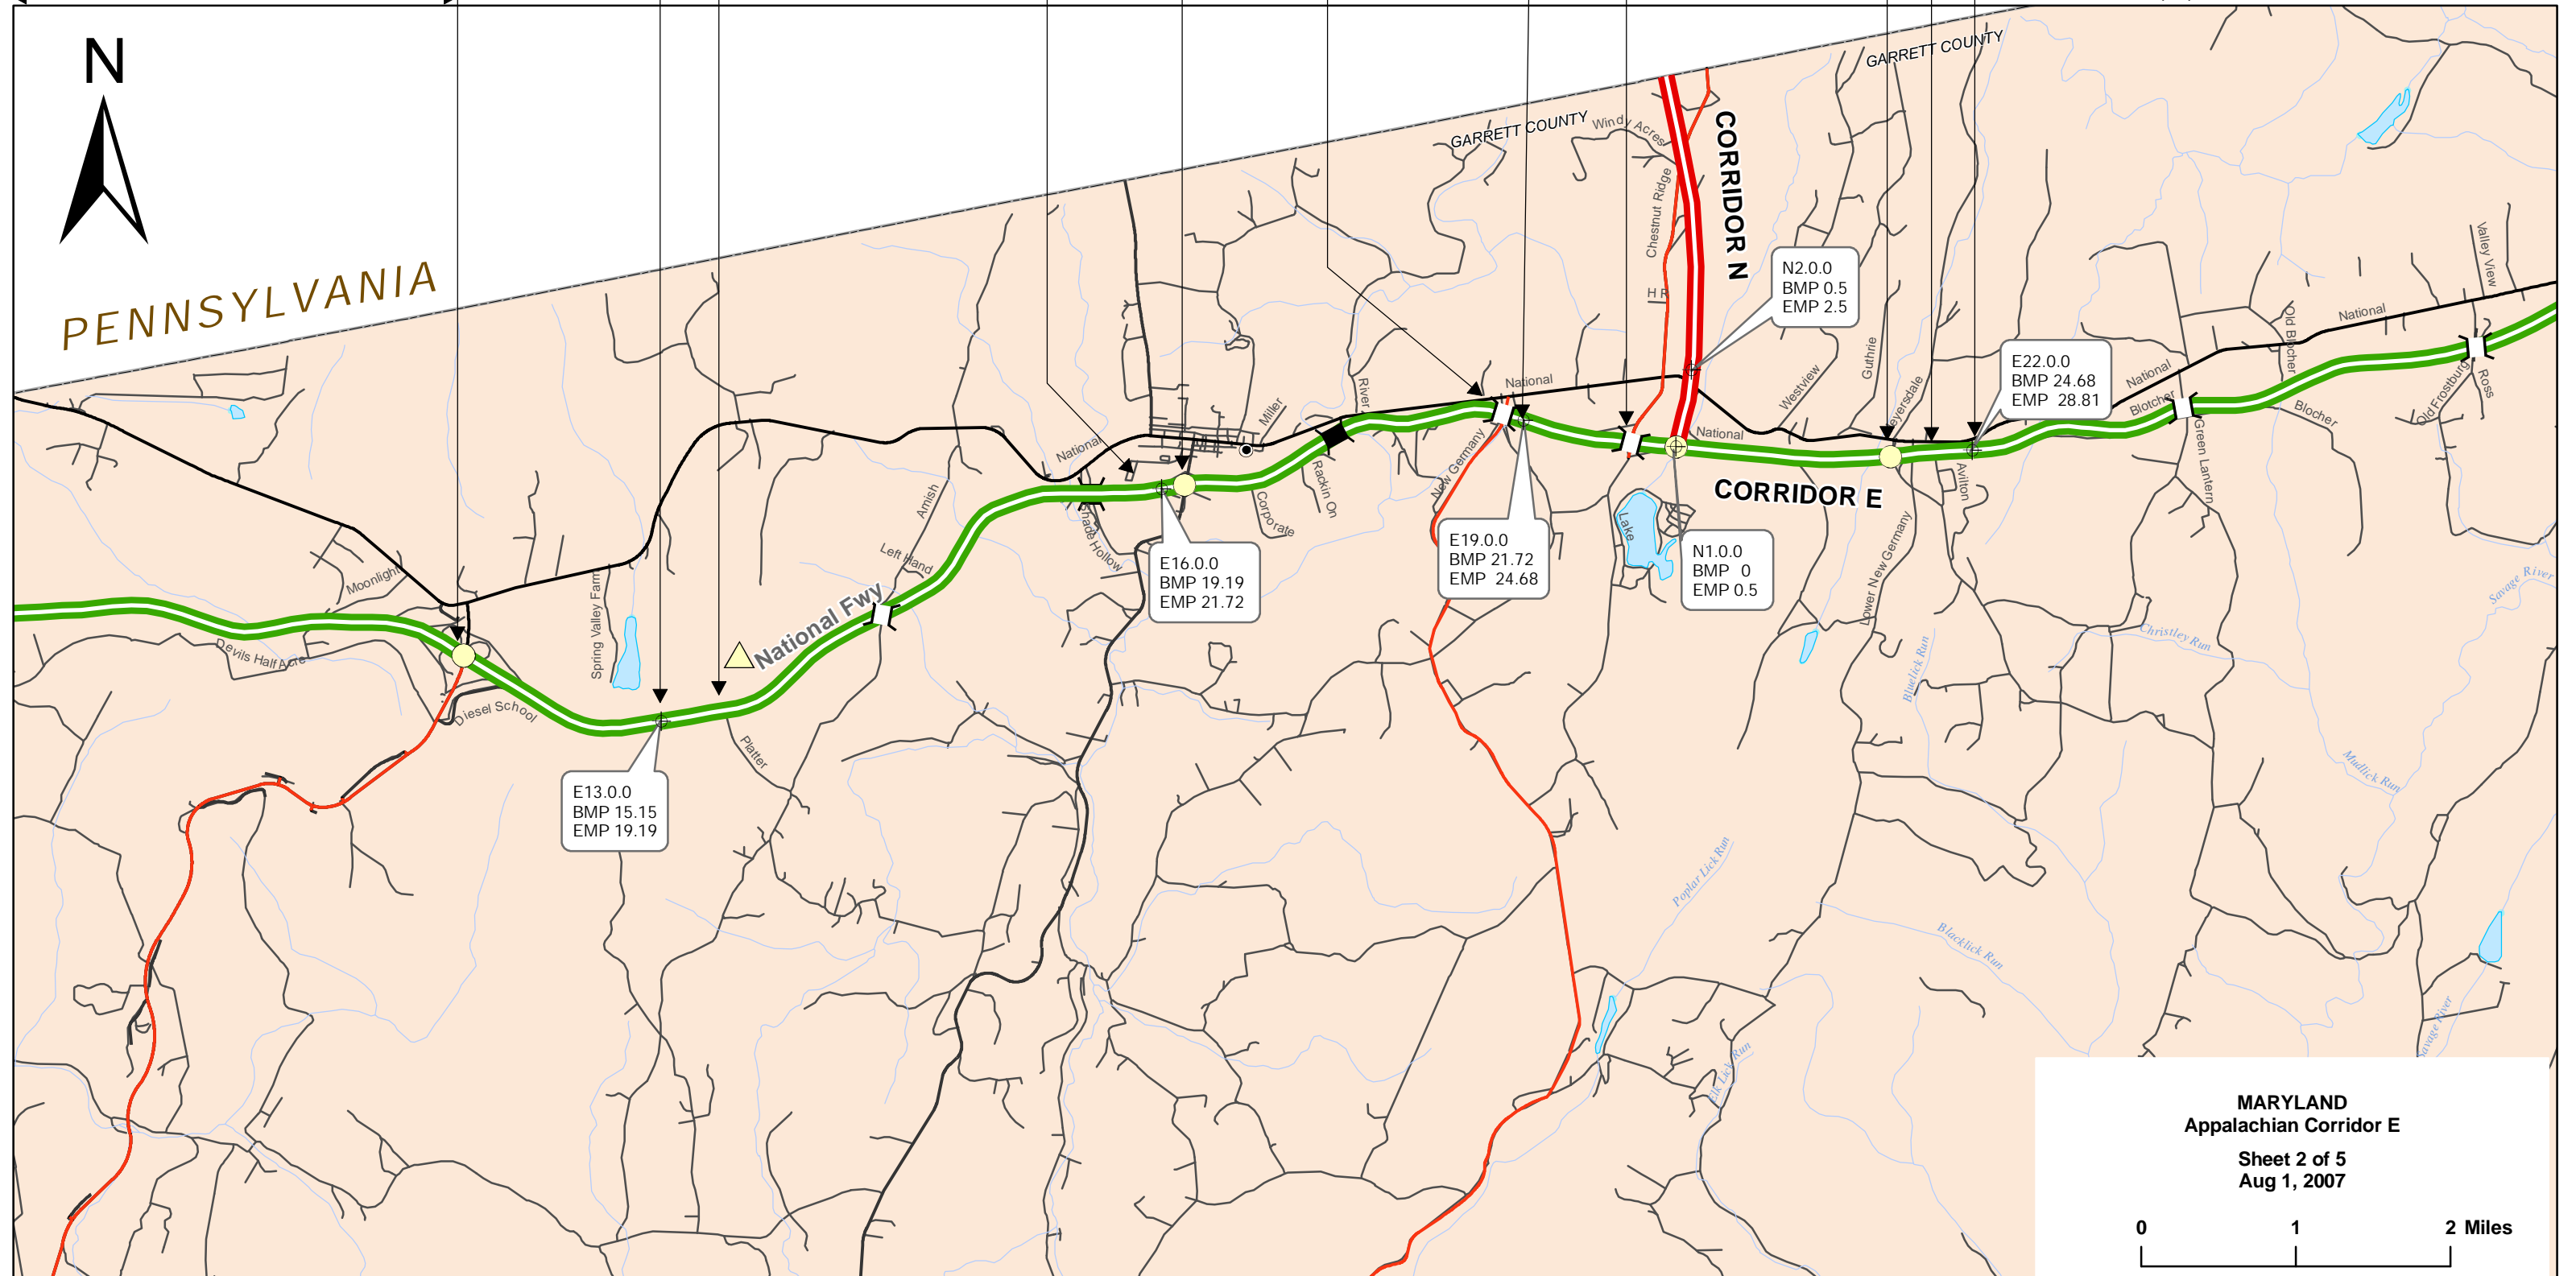 N
PENNSYLVANIA
GARRETT COUNTY
GARRETT COUNTY
Windy Acres
CORRIDOR N
Chestnut Ridge
H R
N2.0.0
BMP 0.5
EMP 2.5
Valley View
National
Old Blocher
E22.0.0
BMP 24.68
EMP 28.81
National
Blotcher
Old Frostburg
Ross
Blocher
Green Lantern
Guthrie
Westview
National
River
Miller
National
National
Rackin On
Corporate
New Germany
CORRIDOR E
Avilton
Amish
Left Hand
Shade Hollow
Lake
E19.0.0
BMP 21.72
EMP 24.68
N1.0.0
BMP 0
EMP 0.5
E16.0.0
BMP 19.19
EMP 21.72
Moonlight
National Fwy
Spring Valley Farm
Devils Half Acre
Diesel School
Platter
E13.0.0
BMP 15.15
EMP 19.19
Lower New Germany
Savage River
Christley Run
Bluelick Run
Mudlick Run
Poplar Lick Run
Blacklick Run
Elk Lick Run
MARYLAND
Appalachian Corridor E
Sheet 2 of 5
Aug 1, 2007
0 1 2 Miles